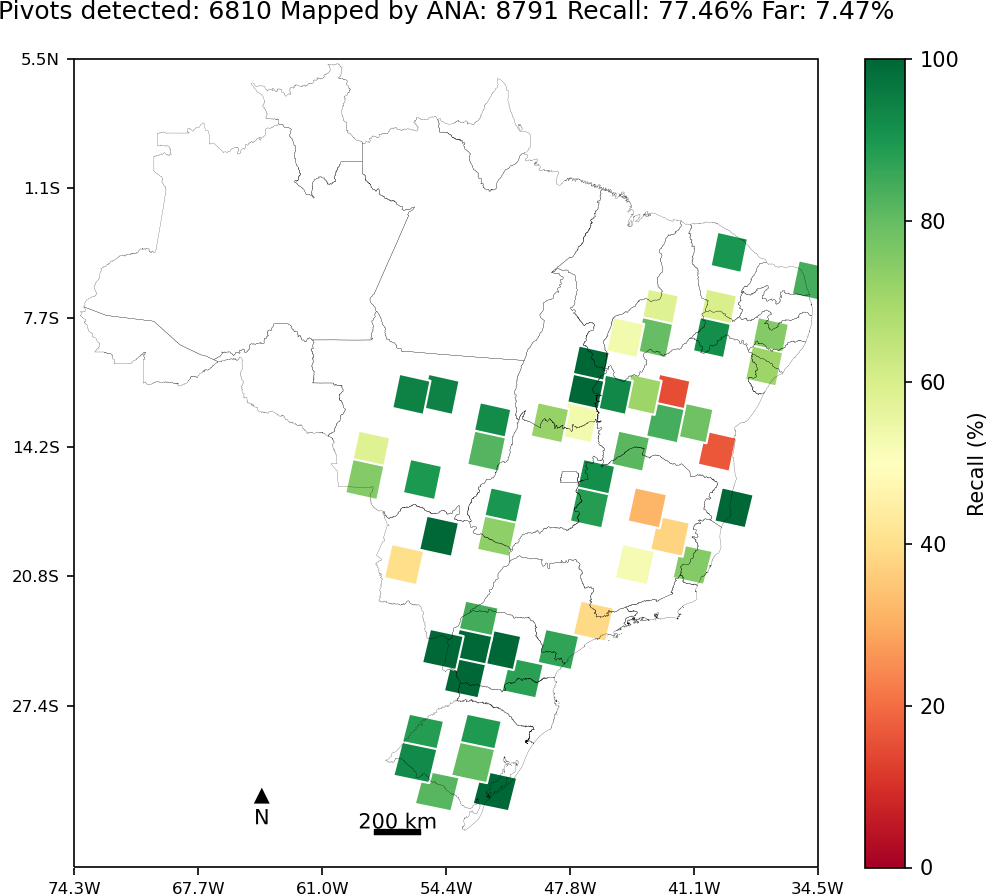 Pivots detected: 6810 Mapped by ANA: 8791 Recall: 77.46% Far: 7.47%
5.5N
1.1S
7.7S
14.2S
20.8S
27.4S
74.3W 67.7W 61.0W 54.4W 47.8W 41.1W 34.5W
N
200 km
100
80
60
40
20
0
Recall (%)